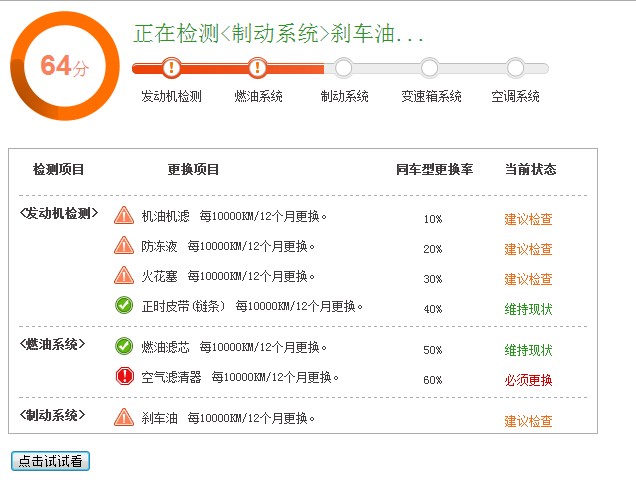 正在检测<制动系统>刹车油...
64分
发动机检测 燃油系统 制动系统 变速箱系统 空调系统
检测项目 更换项目 同车型更换率 当前状态
<发动机检测> 机油机滤 每10000KM/12个月更换。 10% 建议检查
防冻液 每10000KM/12个月更换。 20% 建议检查
火花塞 每10000KM/12个月更换。 30% 建议检查
正时皮带(链条) 每10000KM/12个月更换。 40% 维持现状
<燃油系统> 燃油滤芯 每10000KM/12个月更换。 50% 维持现状
空气滤清器 每10000KM/12个月更换。 60% 必须更换
<制动系统> 刹车油 每10000KM/12个月更换。 建议检查
点击试试看